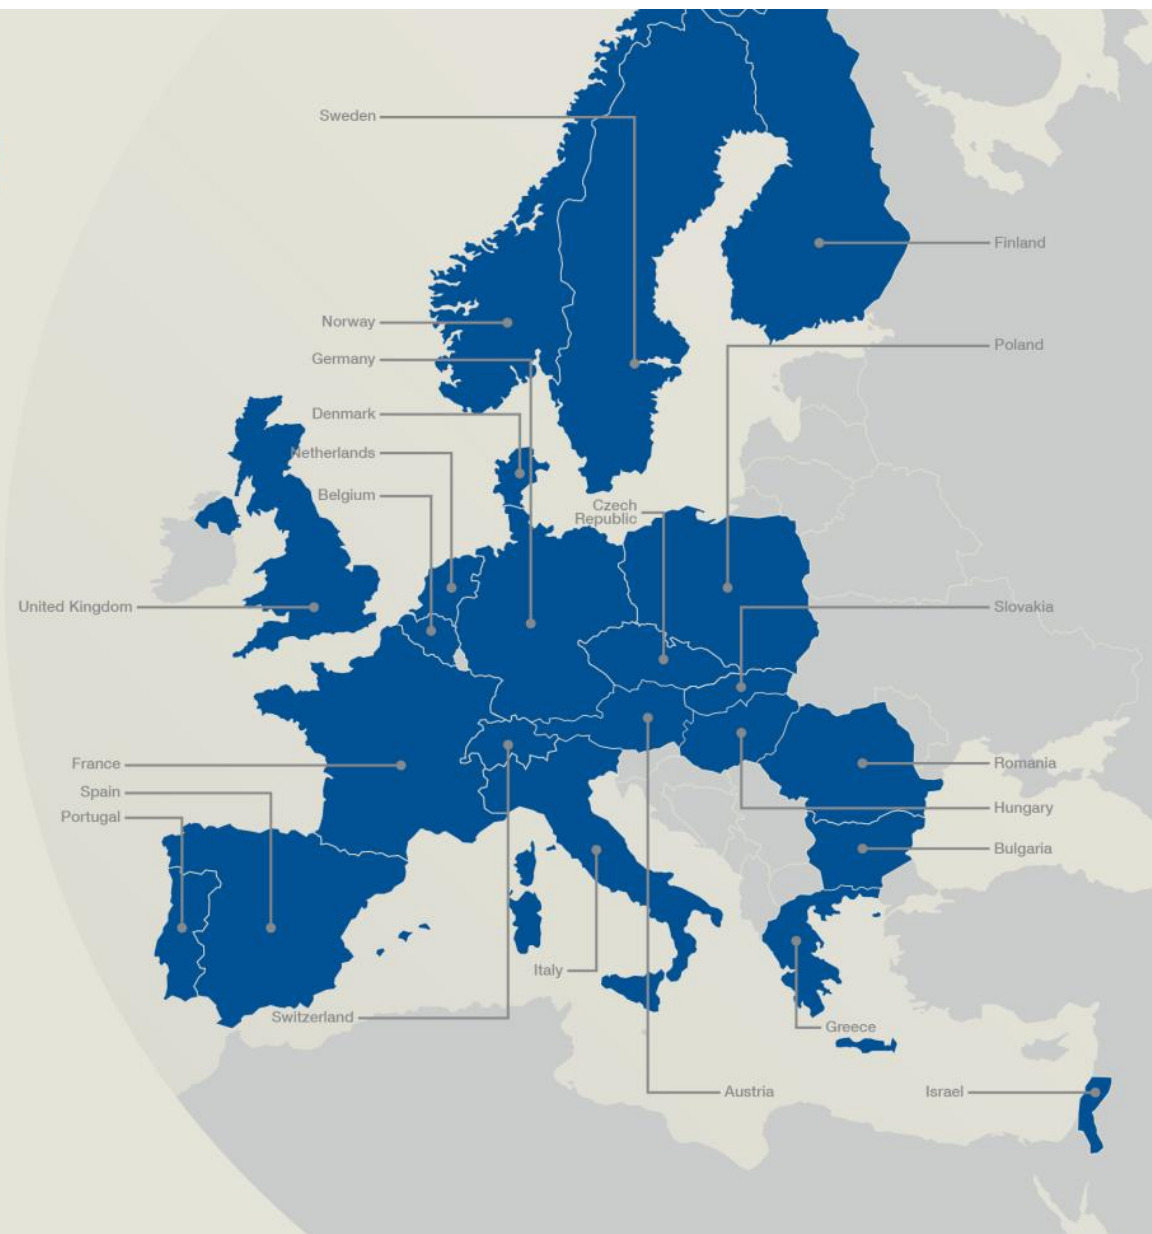 Sweden
Finland
Norway
Poland
Germany
Denmark
Netherlands
Belgium
Czech
Republic
United Kingdom
Slovakia
France
Romania
Spain
Hungary
Portugal
Bulgaria
Italy
Switzerland
Greece
Austria
Israel